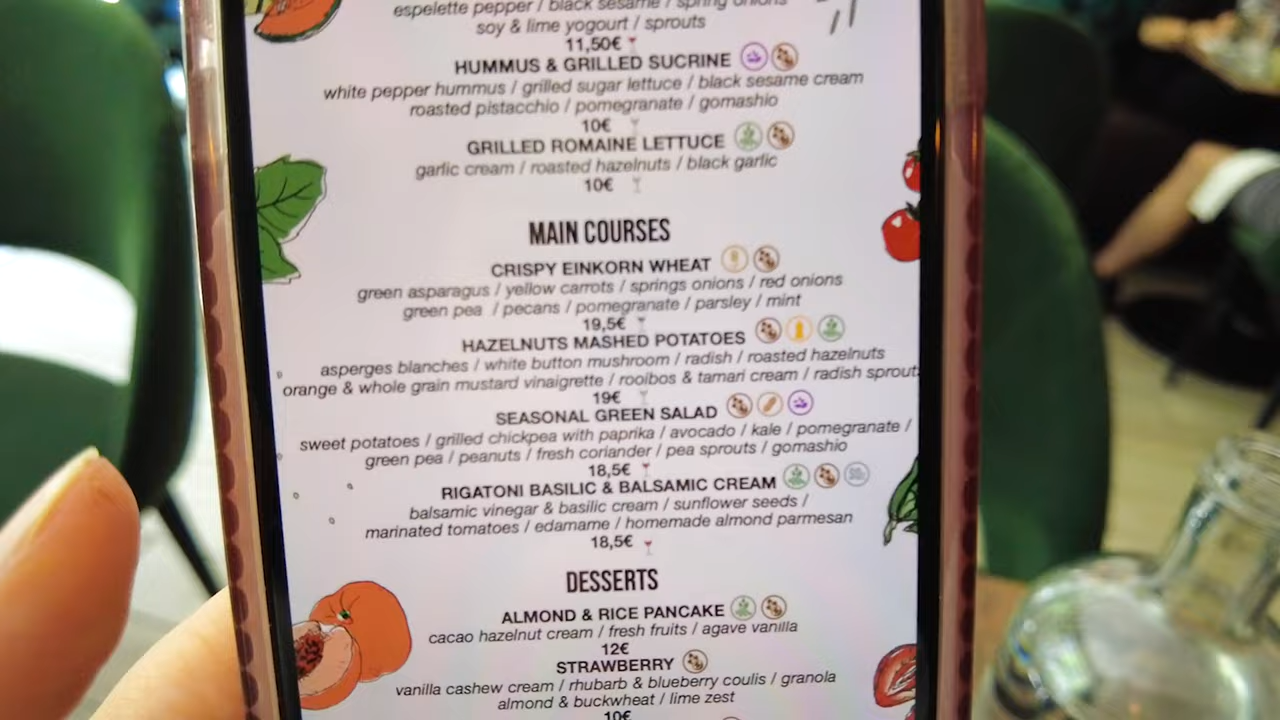 espelette pepper / black sesame / spring onions
soy & lime yogourt / sprouts
11,50€
HUMMUS & GRILLED SUCRINE
white pepper hummus / grilled sugar lettuce / black sesame cream
roasted pistacchio / pomegranate / gomashio
10€
GRILLED ROMAINE LETTUCE
garlic cream / roasted hazelnuts / black garlic
10€
MAIN COURSES
CRISPY EINKORN WHEAT
green asparagus / yellow carrots / springs onions / red onions
green pea / pecans / pomegranate / parsley / mint
19,5€
HAZELNUTS MASHED POTATOES
asperges blanches / white button mushroom / radish / roasted hazelnuts
orange & whole grain mustard vinaigrette / rooibos & tamari cream / radish sprouts
19€
SEASONAL GREEN SALAD
sweet potatoes / grilled chickpea with paprika / avocado / kale / pomegranate /
green pea / peanuts / fresh coriander / pea sprouts / gomashio
18,5€
RIGATONI BASILIC & BALSAMIC CREAM
balsamic vinegar & basilic cream / sunflower seeds /
marinated tomatoes / edamame / homemade almond parmesan
18,5€
DESSERTS
ALMOND & RICE PANCAKE
cacao hazelnut cream / fresh fruits / agave vanilla
12€
STRAWBERRY
vanilla cashew cream / rhubarb & blueberry coulis / granola
almond & buckwheat / lime zest
10€